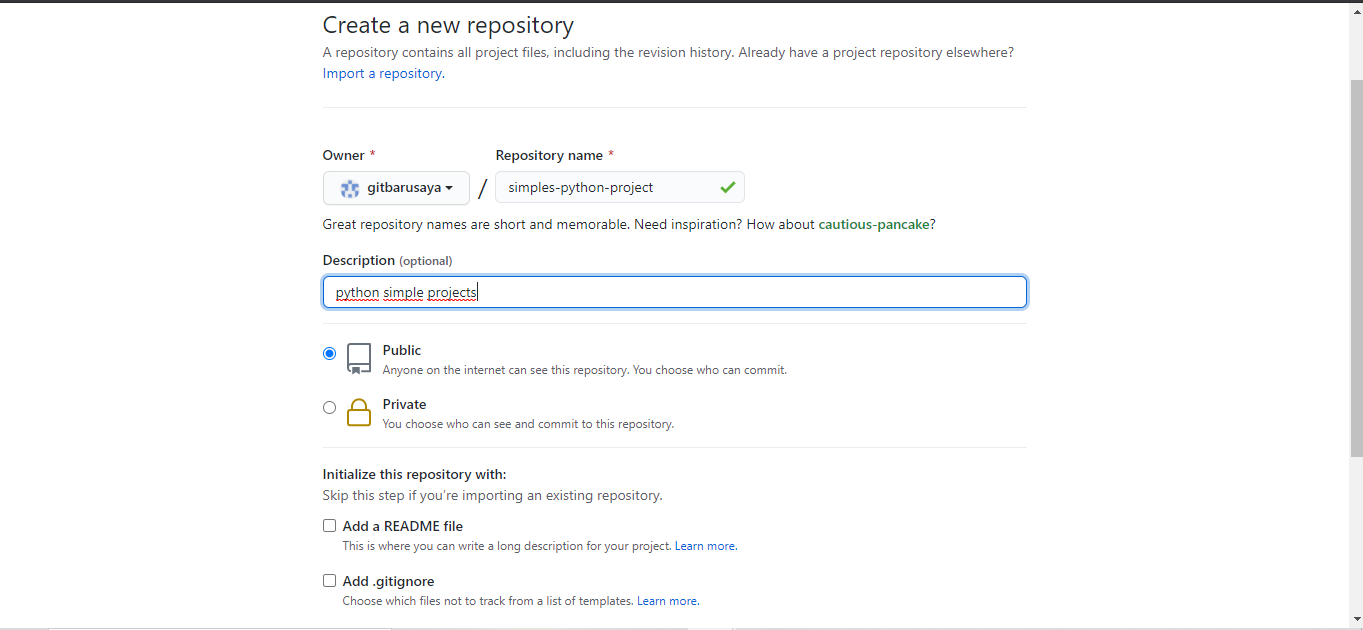 Create a new repository
A repository contains all project files, including the revision history. Already have a project repository elsewhere?
Import a repository.
Owner * Repository name *
gitbarusaya / simples-python-project
Great repository names are short and memorable. Need inspiration? How about cautious-pancake?
Description (optional)
python simple projects
Public
Anyone on the internet can see this repository. You choose who can commit.
Private
You choose who can see and commit to this repository.
Initialize this repository with:
Skip this step if you're importing an existing repository.
Add a README file
This is where you can write a long description for your project. Learn more.
Add .gitignore
Choose which files not to track from a list of templates. Learn more.